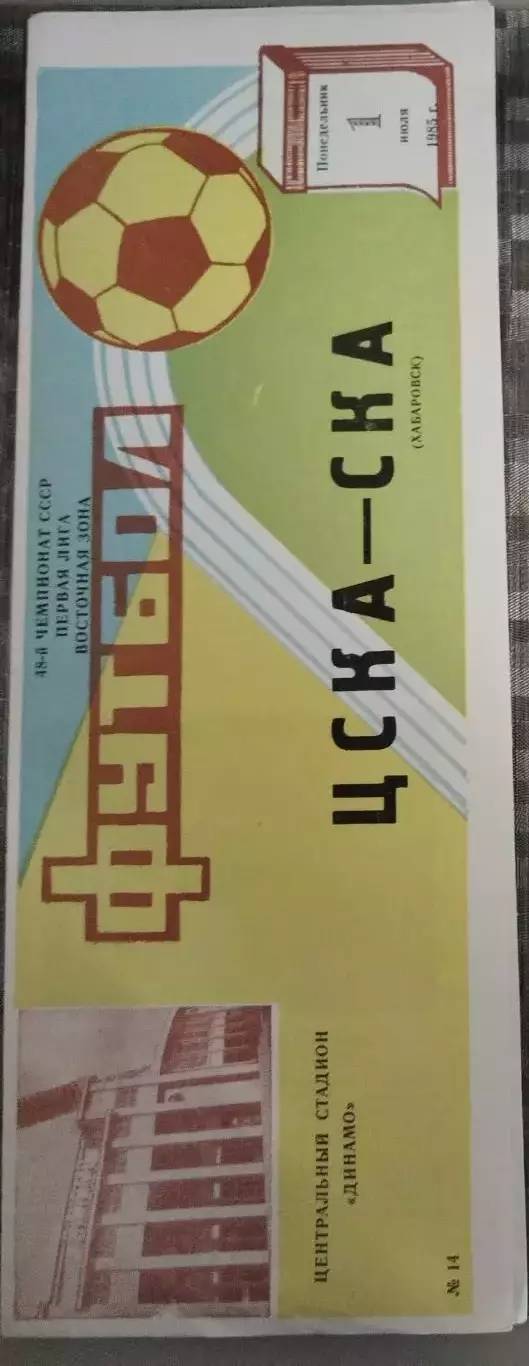 48-й ЧЕМПИОНАТ СССР
ПЕРВАЯ ЛИГА
ВОСТОЧНАЯ ЗОНА
ФУТБОЛ
Понедельник
1
июля
1985 г.
ЦСКА—СКА
(ХАБАРОВСК)
ЦЕНТРАЛЬНЫЙ СТАДИОН
«ДИНАМО»
№ 14